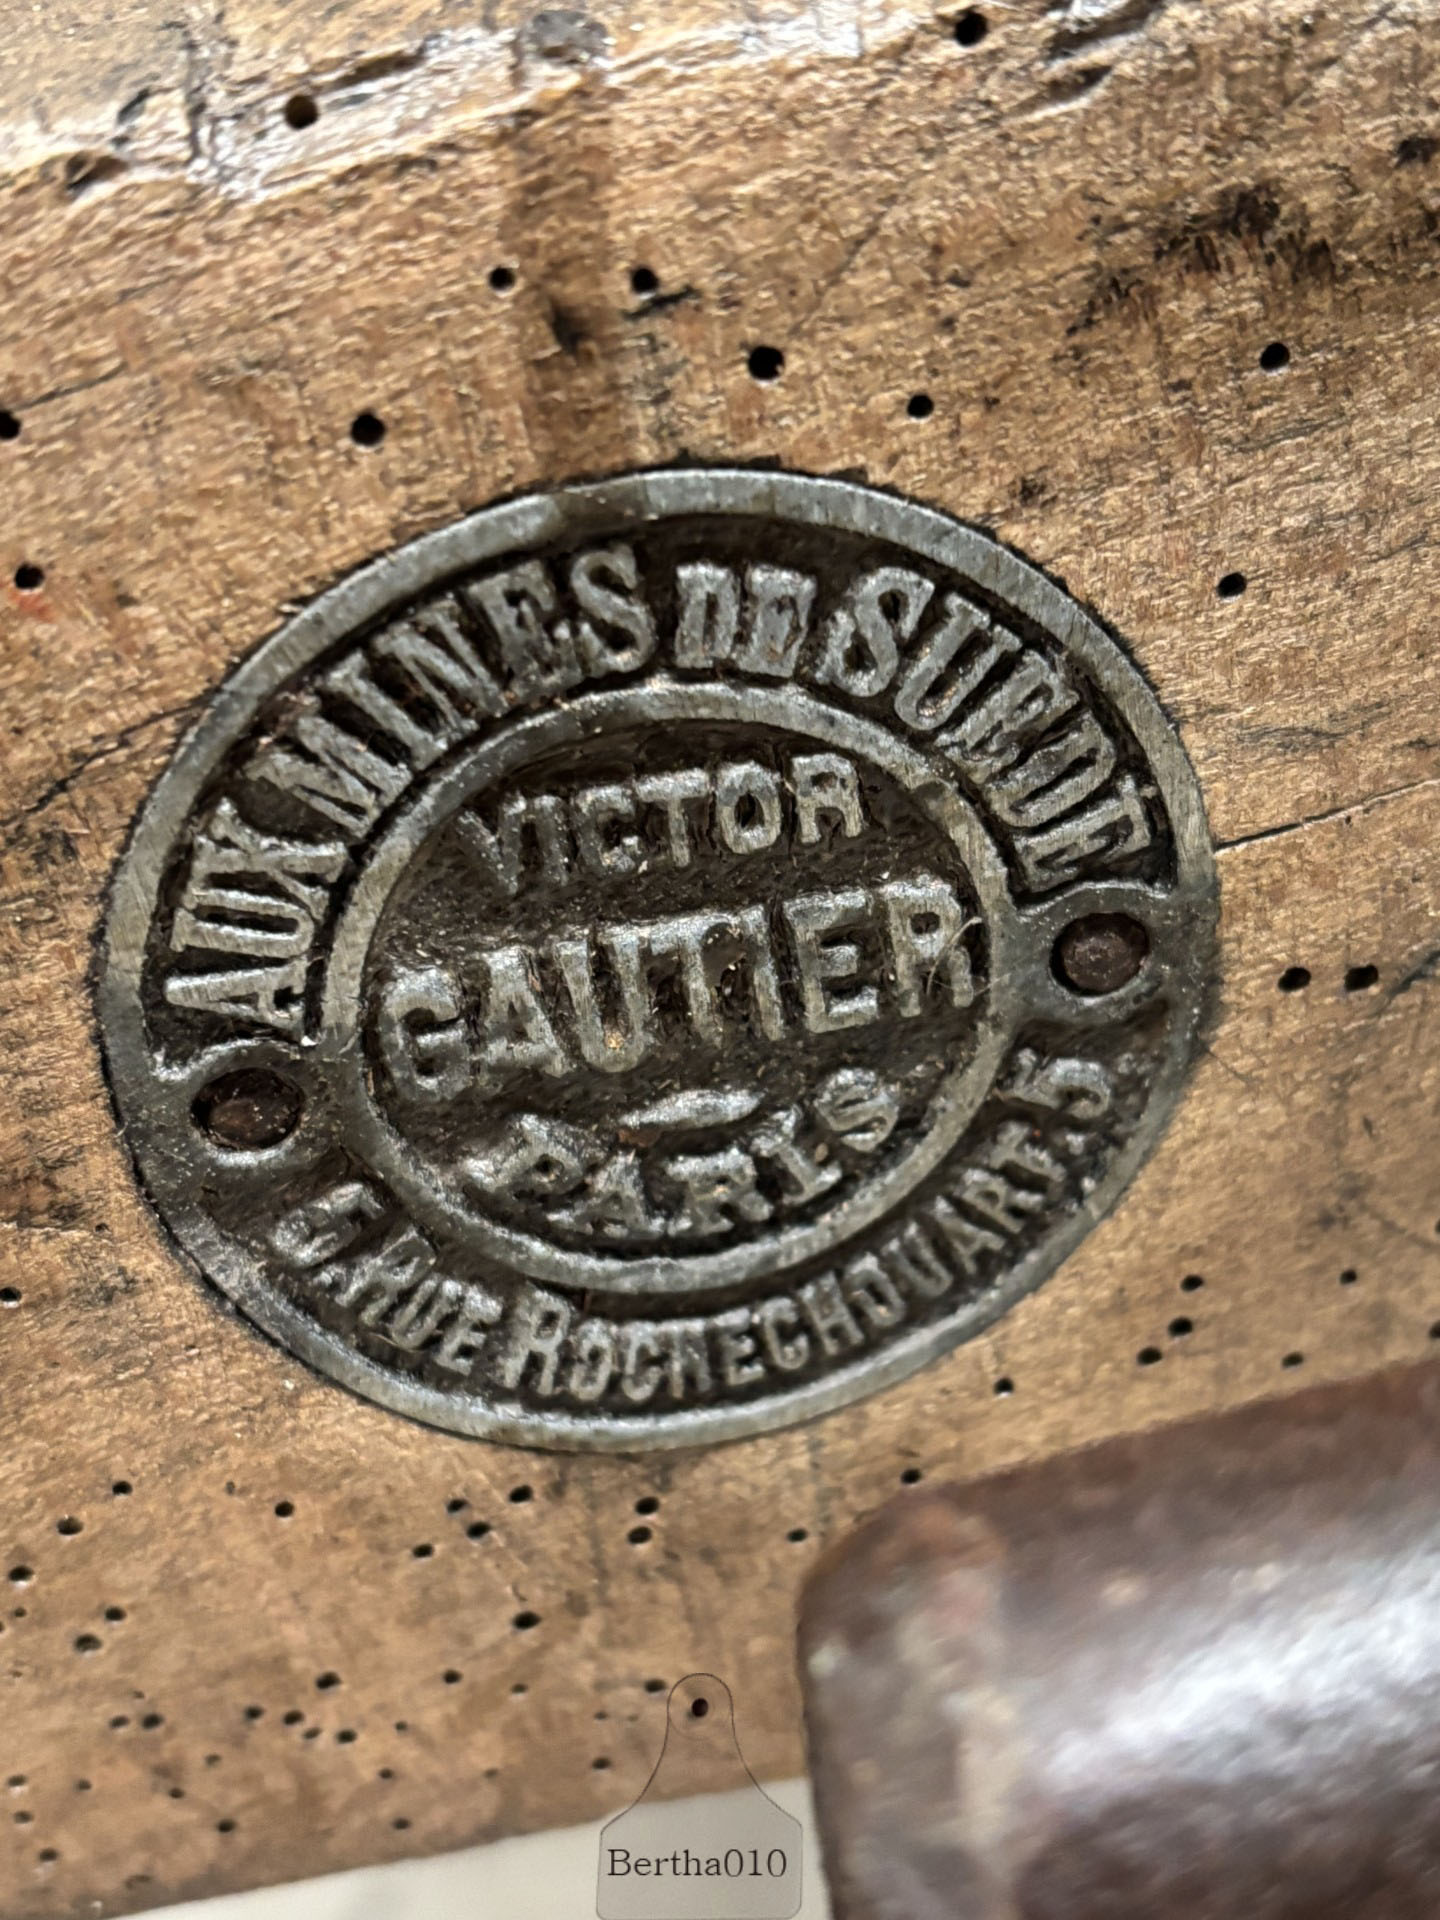 AUX MINES DE SUEDE
VICTOR
GAUTIER
PARIS
5. RUE ROCHECHOUART. 5
Bertha010